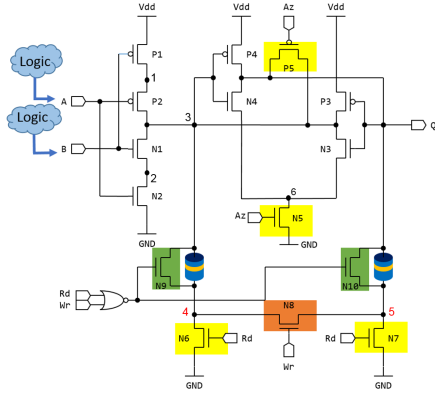 Vdd
Vdd
Az
Vdd
Logic
P1
P4
P5
1
A
P2
N4
P3
Logic
3
Q
B
N1
N3
2
6
N2
Az
N5
GND
GND
N9
N10
Rd
N8
Wr
4
5
N6
Rd
Rd
N7
Wr
GND
GND